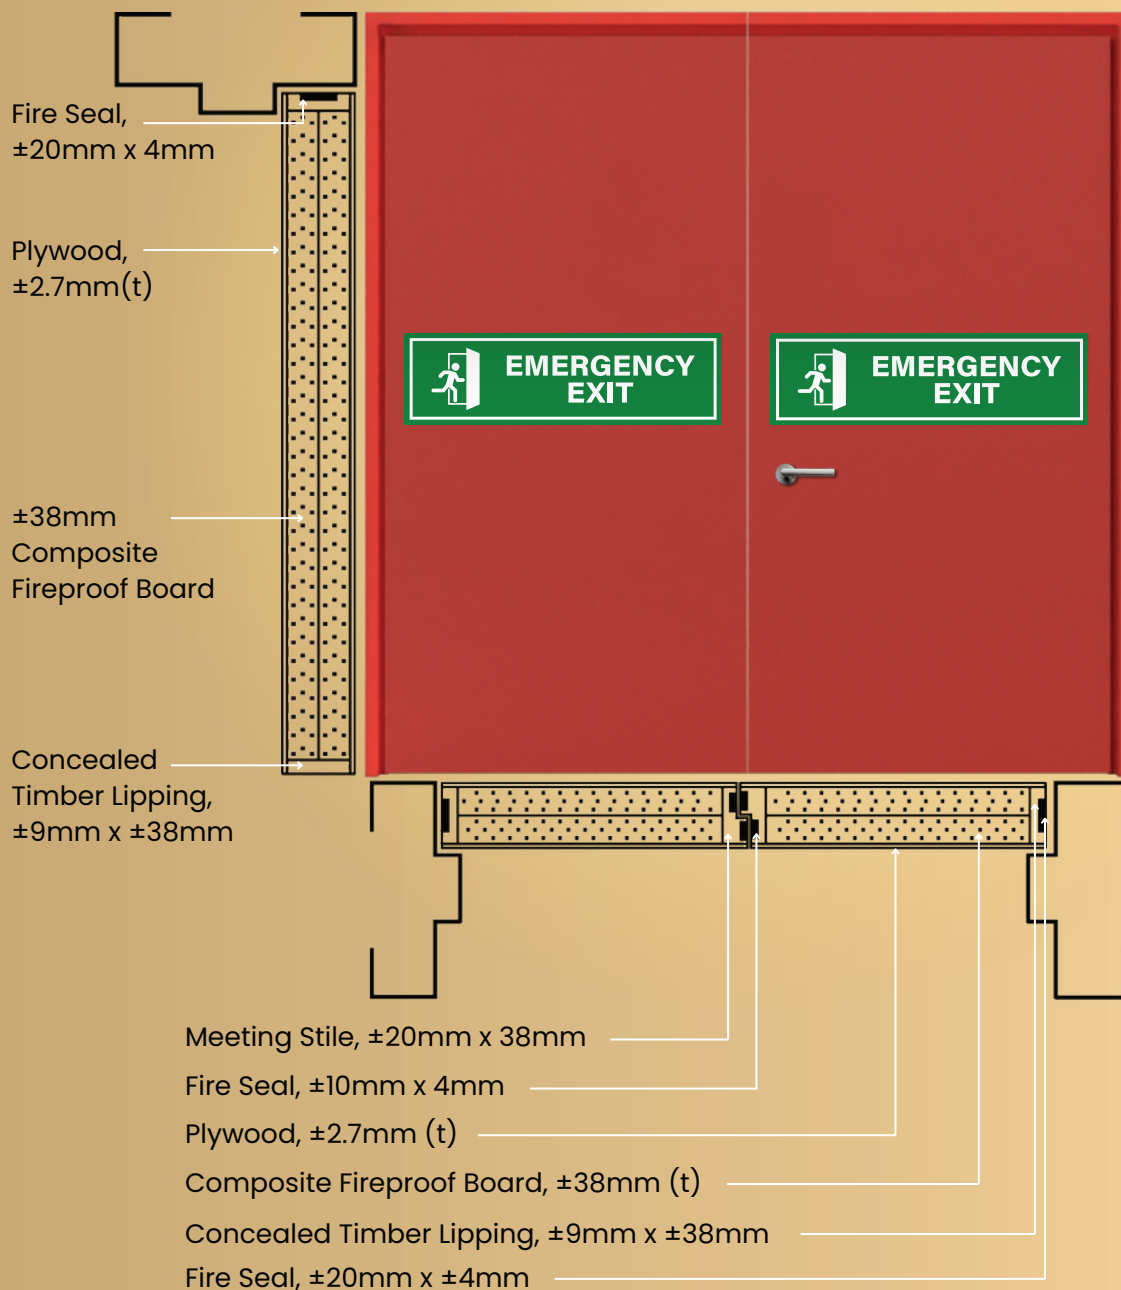 Fire Seal,
±20mm x 4mm
Plywood,
±2.7mm(t)
±38mm
Composite
Fireproof Board
Concealed
Timber Lipping,
±9mm x ±38mm
EMERGENCY
EXIT
EMERGENCY
EXIT
Meeting Stile, ±20mm x 38mm
Fire Seal, ±10mm x 4mm
Plywood, ±2.7mm (t)
Composite Fireproof Board, ±38mm (t)
Concealed Timber Lipping, ±9mm x ±38mm
Fire Seal, ±20mm x ±4mm